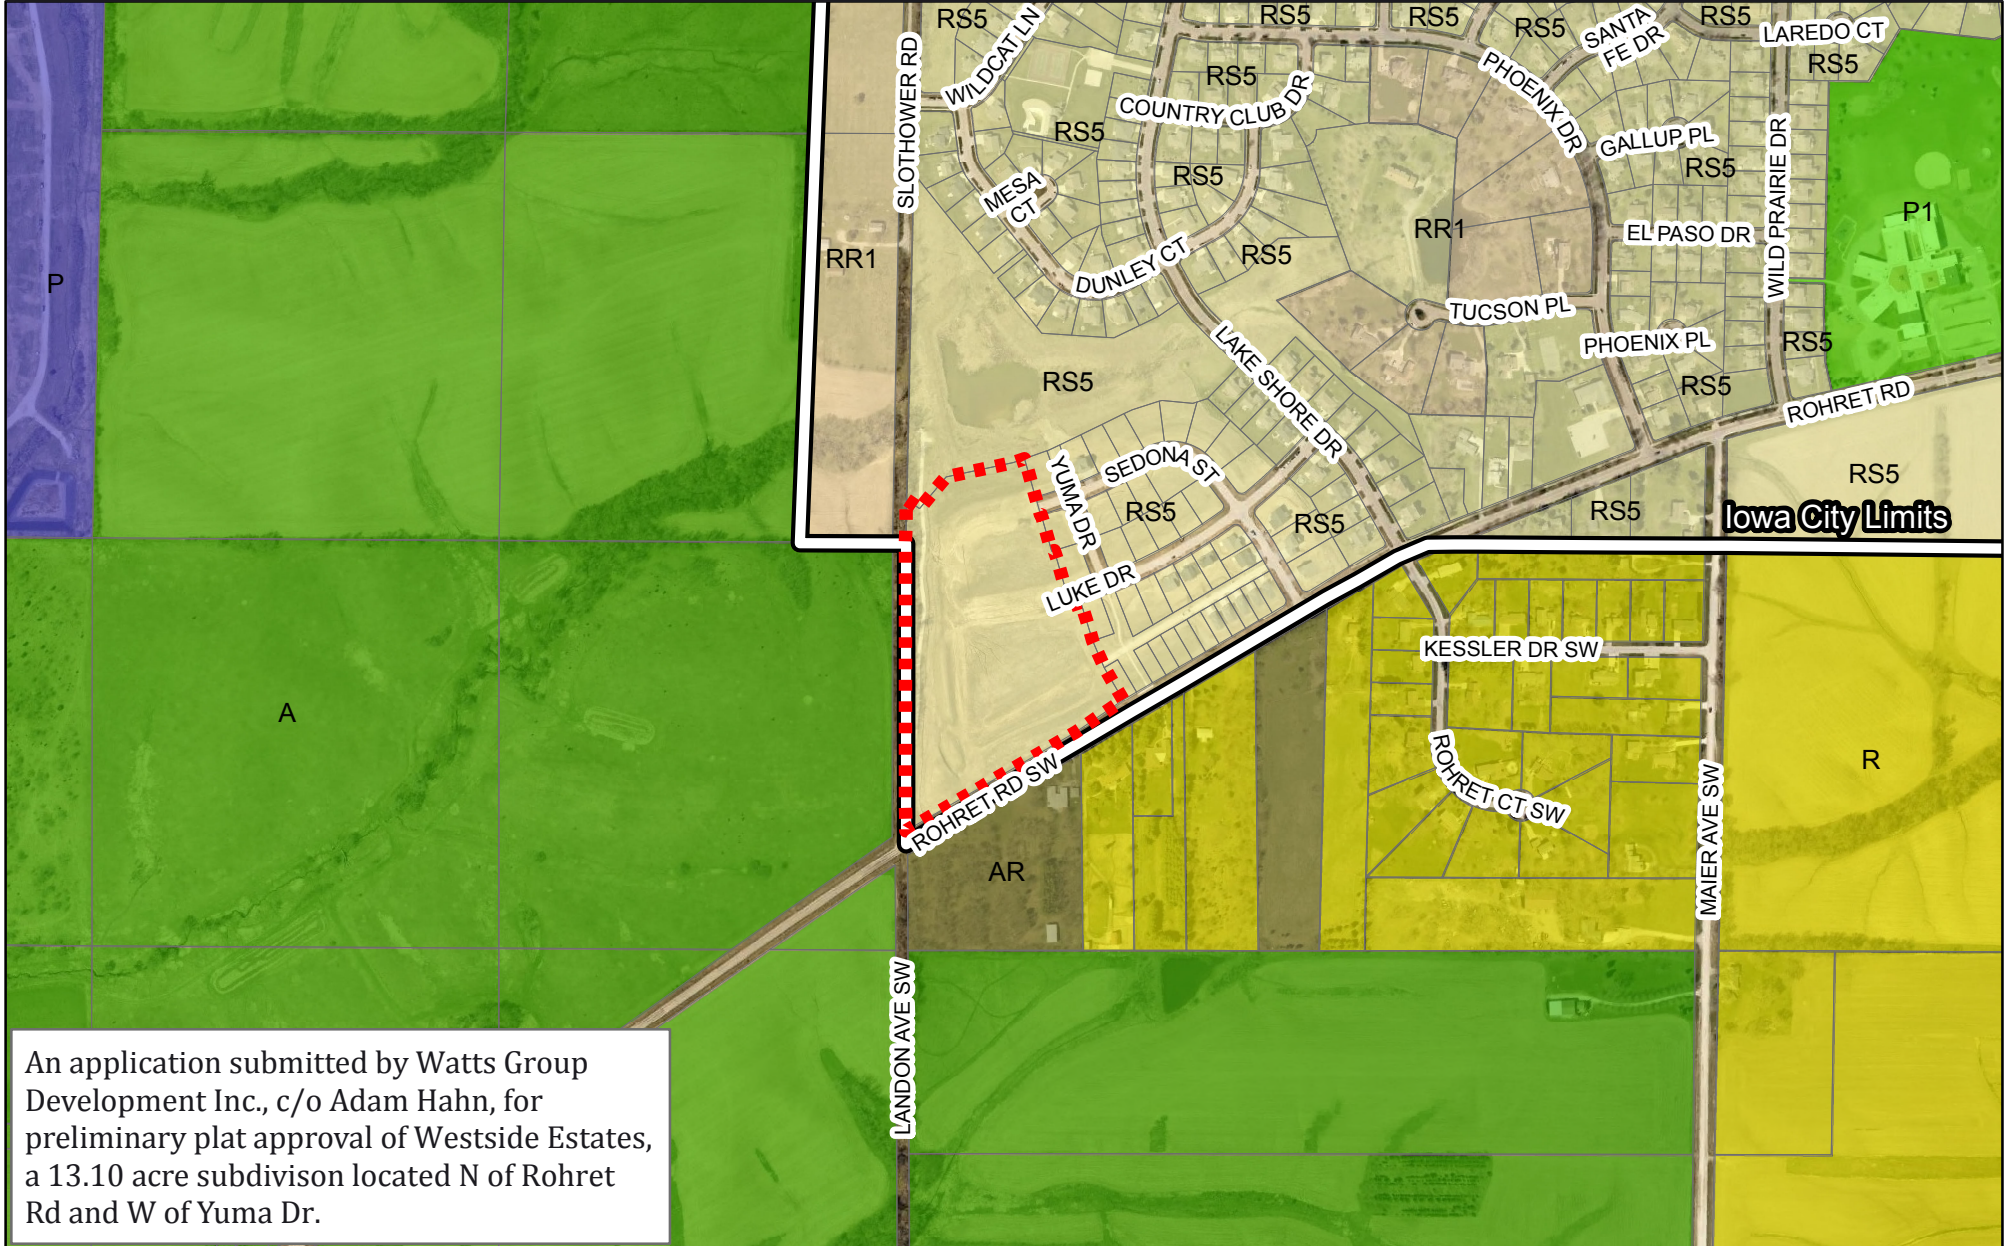 RS5
RS5
RS5
RS5
RS5
SLOTHOWER RD
WILDCAT LN
SANTA
FE DR
LAREDO CT
RS5
PHOENIX DR
RS5
COUNTRY CLUB DR
RS5
GALLUP PL
RS5
WILD PRAIRIE DR
MESA
CT
RS5
P1
RR1
RR1
EL PASO DR
DUNLEY CT
RS5
P
TUCSON PL
LAKE SHORE DR
PHOENIX PL
RS5
RS5
RS5
ROHRET RD
YUMA DR
SEDONA ST
RS5
RS5
RS5
RS5
Iowa City Limits
LUKE DR
KESSLER DR SW
A
ROHRET RD SW
ROHRET CT SW
R
MAIER AVE SW
AR
LANDON AVE SW
An application submitted by Watts Group
Development Inc., c/o Adam Hahn, for
preliminary plat approval of Westside Estates,
a 13.10 acre subdivison located N of Rohret
Rd and W of Yuma Dr.